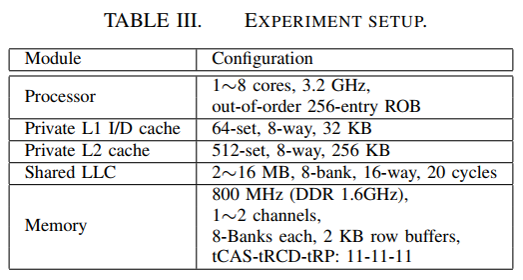 TABLE III. EXPERIMENT SETUP.
Module Configuration
Processor 1∼8 cores, 3.2 GHz,
out-of-order 256-entry ROB
Private L1 I/D cache 64-set, 8-way, 32 KB
Private L2 cache 512-set, 8-way, 256 KB
Shared LLC 2∼16 MB, 8-bank, 16-way, 20 cycles
Memory 800 MHz (DDR 1.6GHz),
1∼2 channels,
8-Banks each, 2 KB row buffers,
tCAS-tRCD-tRP: 11-11-11